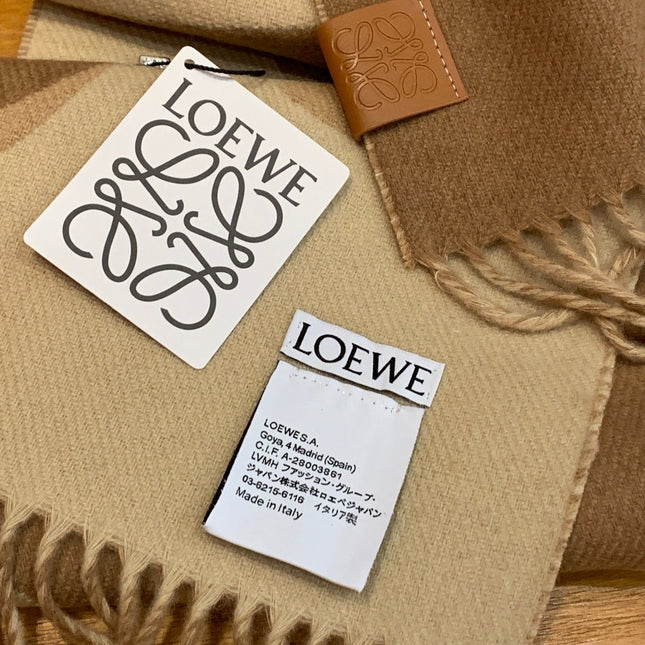 LOEWE
LOEWE
LOEWE S.A.
Goya, 4 Madrid (Spain)
C.I.F. A-28003861
LVMH ファッション・グループ・
ジャパン株式会社ロエベジャパン
03-6215-6116 イタリア製
Made in Italy